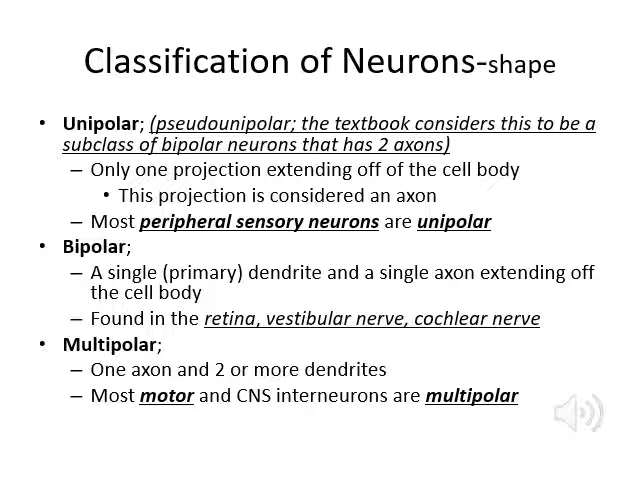 Classification of Neurons-shape
• Unipolar; (pseudounipolar; the textbook considers this to be a
subclass of bipolar neurons that has 2 axons)
– Only one projection extending off of the cell body
• This projection is considered an axon
– Most peripheral sensory neurons are unipolar
• Bipolar;
– A single (primary) dendrite and a single axon extending off
the cell body
– Found in the retina, vestibular nerve, cochlear nerve
• Multipolar;
– One axon and 2 or more dendrites
– Most motor and CNS interneurons are multipolar